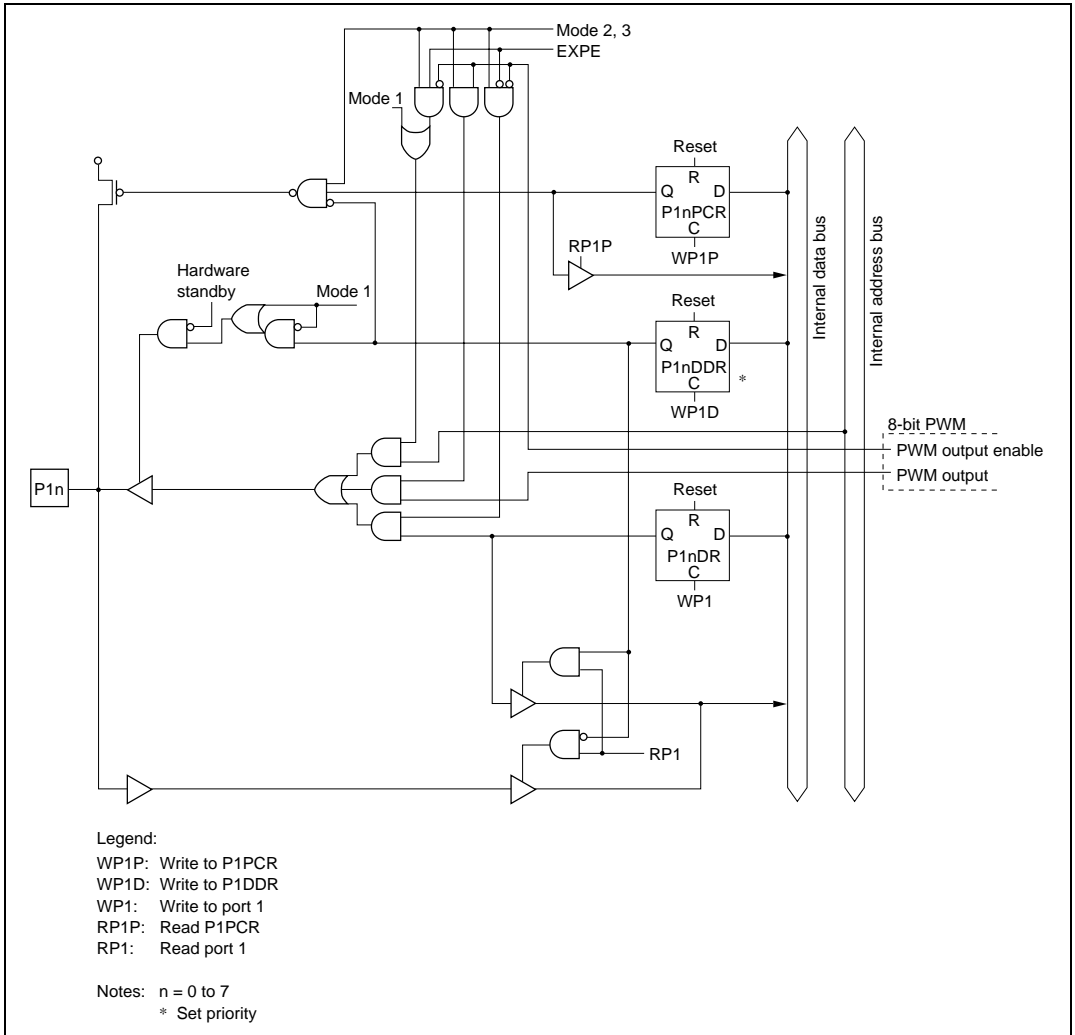 Mode 2, 3
EXPE
Mode 1
Reset
R
Q D
P1nPCR
C
WP1P
RP1P
Hardware
standby
Mode 1
Reset
R
Q D
P1nDDR
C
*
WP1D
Internal data bus
Internal address bus
8-bit PWM
PWM output enable
PWM output
P1n
Reset
R
Q D
P1nDR
C
WP1
RP1
Legend:
WP1P: Write to P1PCR
WP1D: Write to P1DDR
WP1: Write to port 1
RP1P: Read P1PCR
RP1: Read port 1
Notes: n = 0 to 7
* Set priority